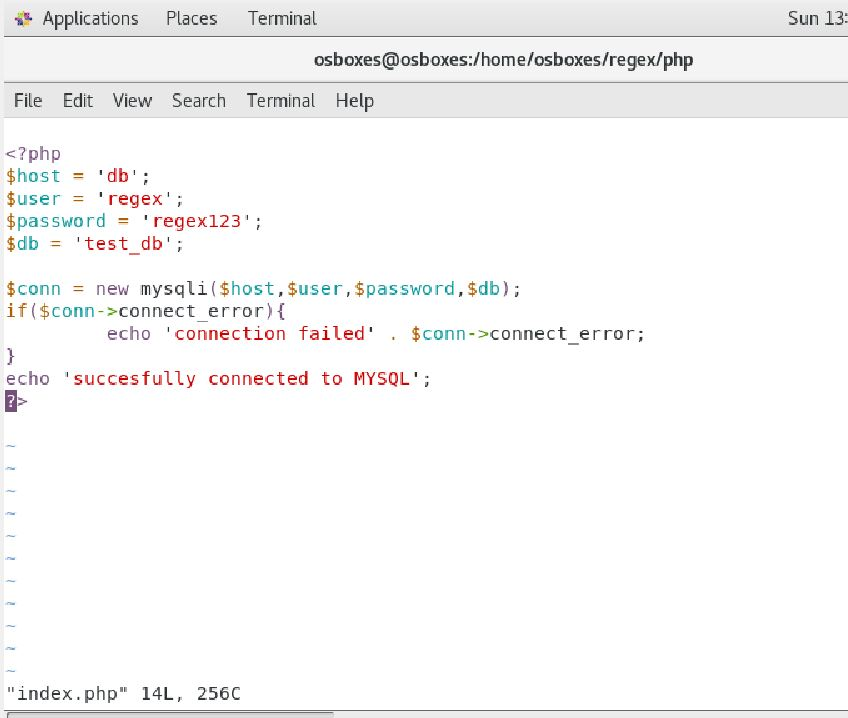 Applications Places Terminal Sun 13:
osboxes@osboxes:/home/osboxes/regex/php
File Edit View Search Terminal Help
<?php
$host = 'db';
$user = 'regex';
$password = 'regex123';
$db = 'test_db';
$conn = new mysqli($host,$user,$password,$db);
if($conn->connect_error){
        echo 'connection failed' . $conn->connect_error;
}
echo 'succesfully connected to MYSQL';
?>
~
~
~
~
~
~
~
~
~
~
~
"index.php" 14L, 256C